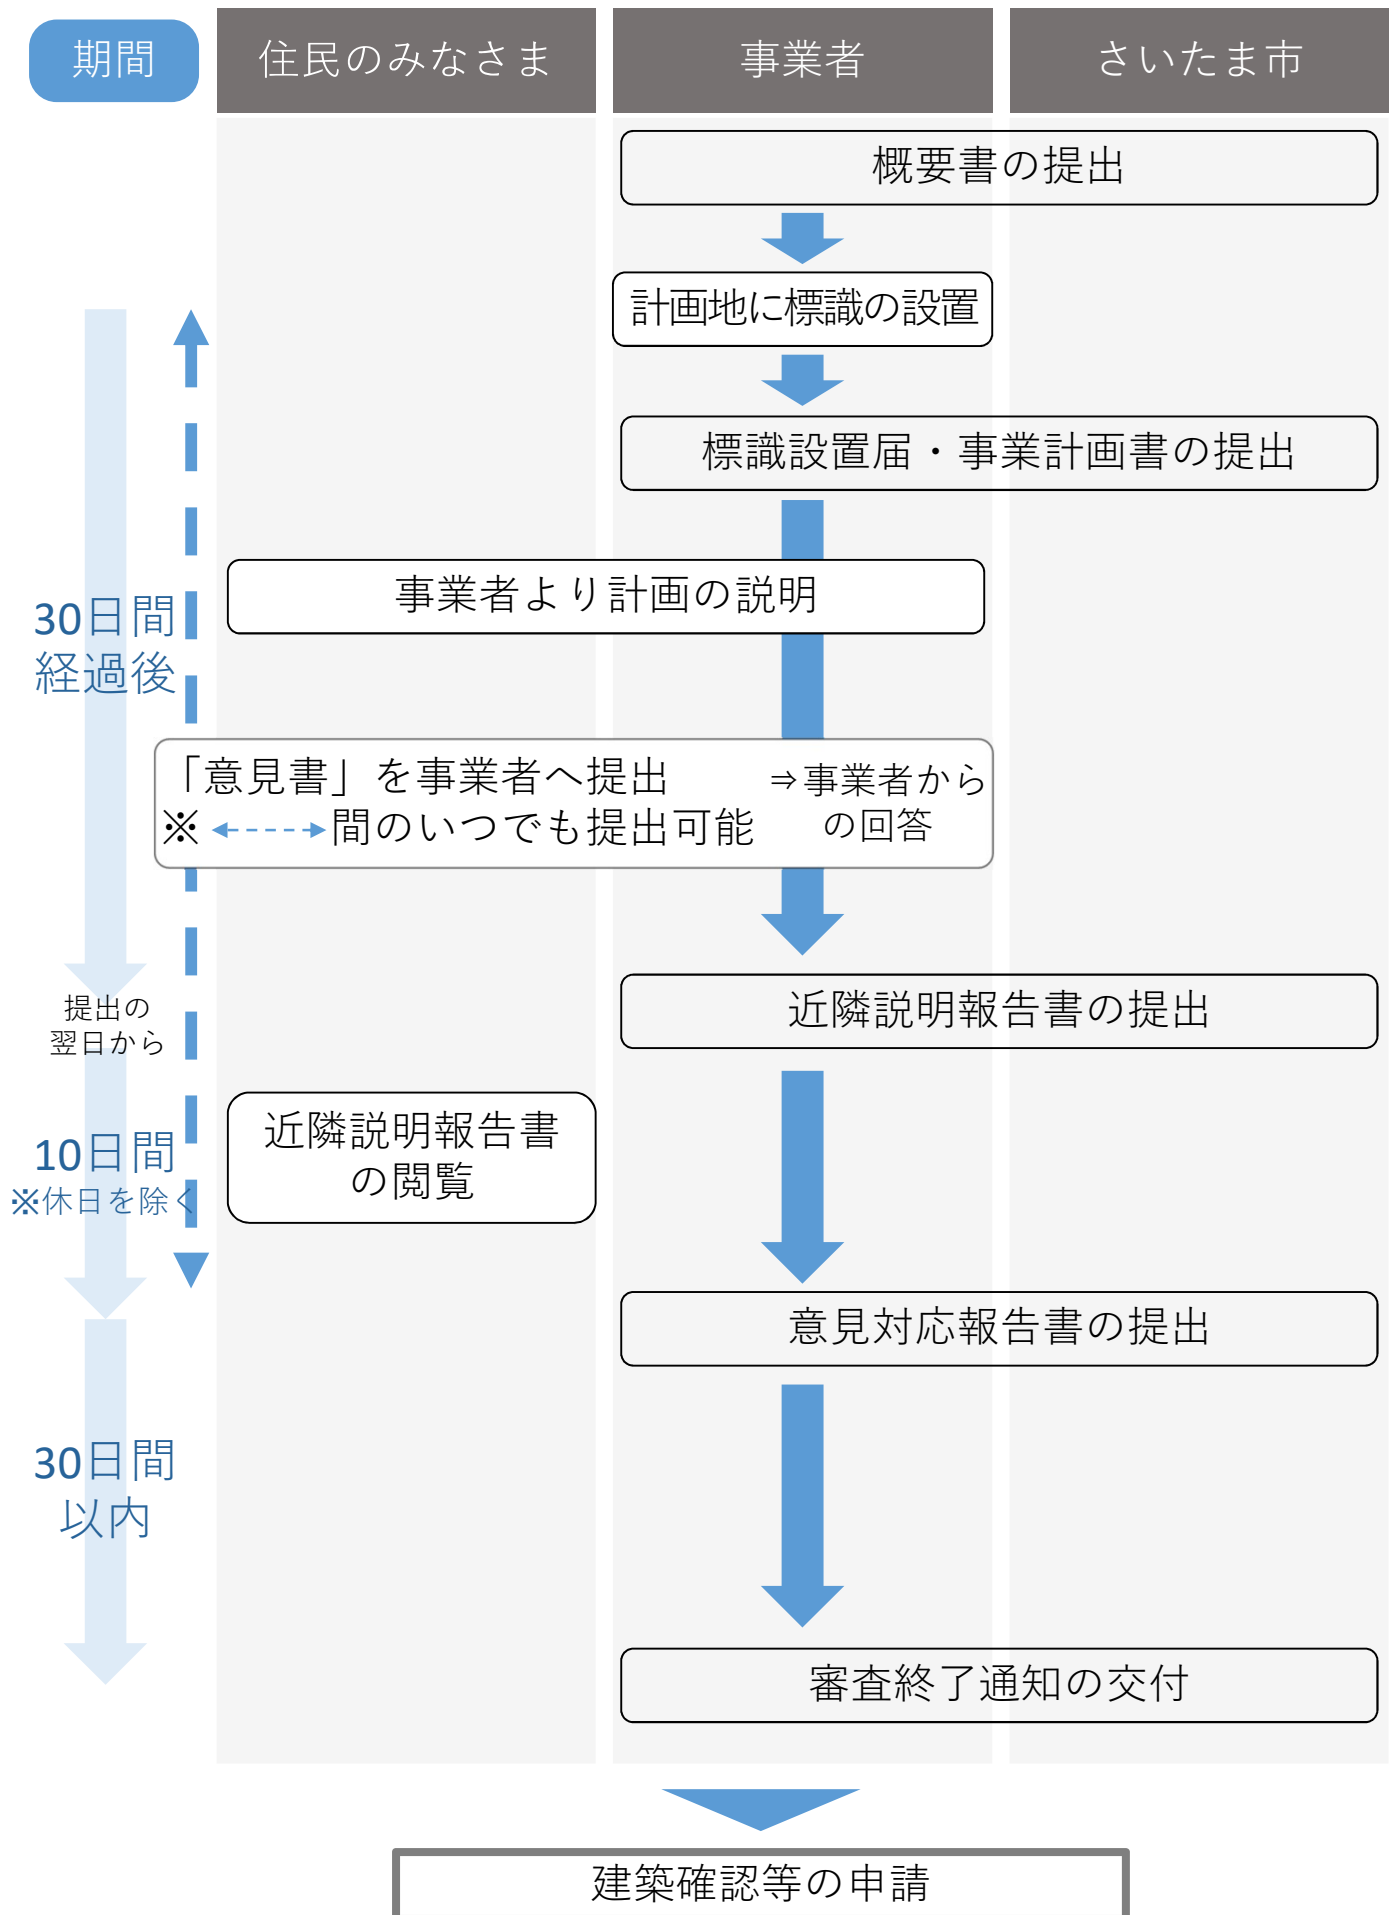 期間
住民のみなさま
事業者
さいたま市
概要書の提出
計画地に標識の設置
標識設置届・事業計画書の提出
事業者より計画の説明
30日間
経過後
「意見書」を事業者へ提出
※ 間のいつでも提出可能
⇒事業者から
の回答
提出の
翌日から
近隣説明報告書の提出
10日間
※休日を除く
近隣説明報告書
の閲覧
意見対応報告書の提出
30日間
以内
審査終了通知の交付
建築確認等の申請